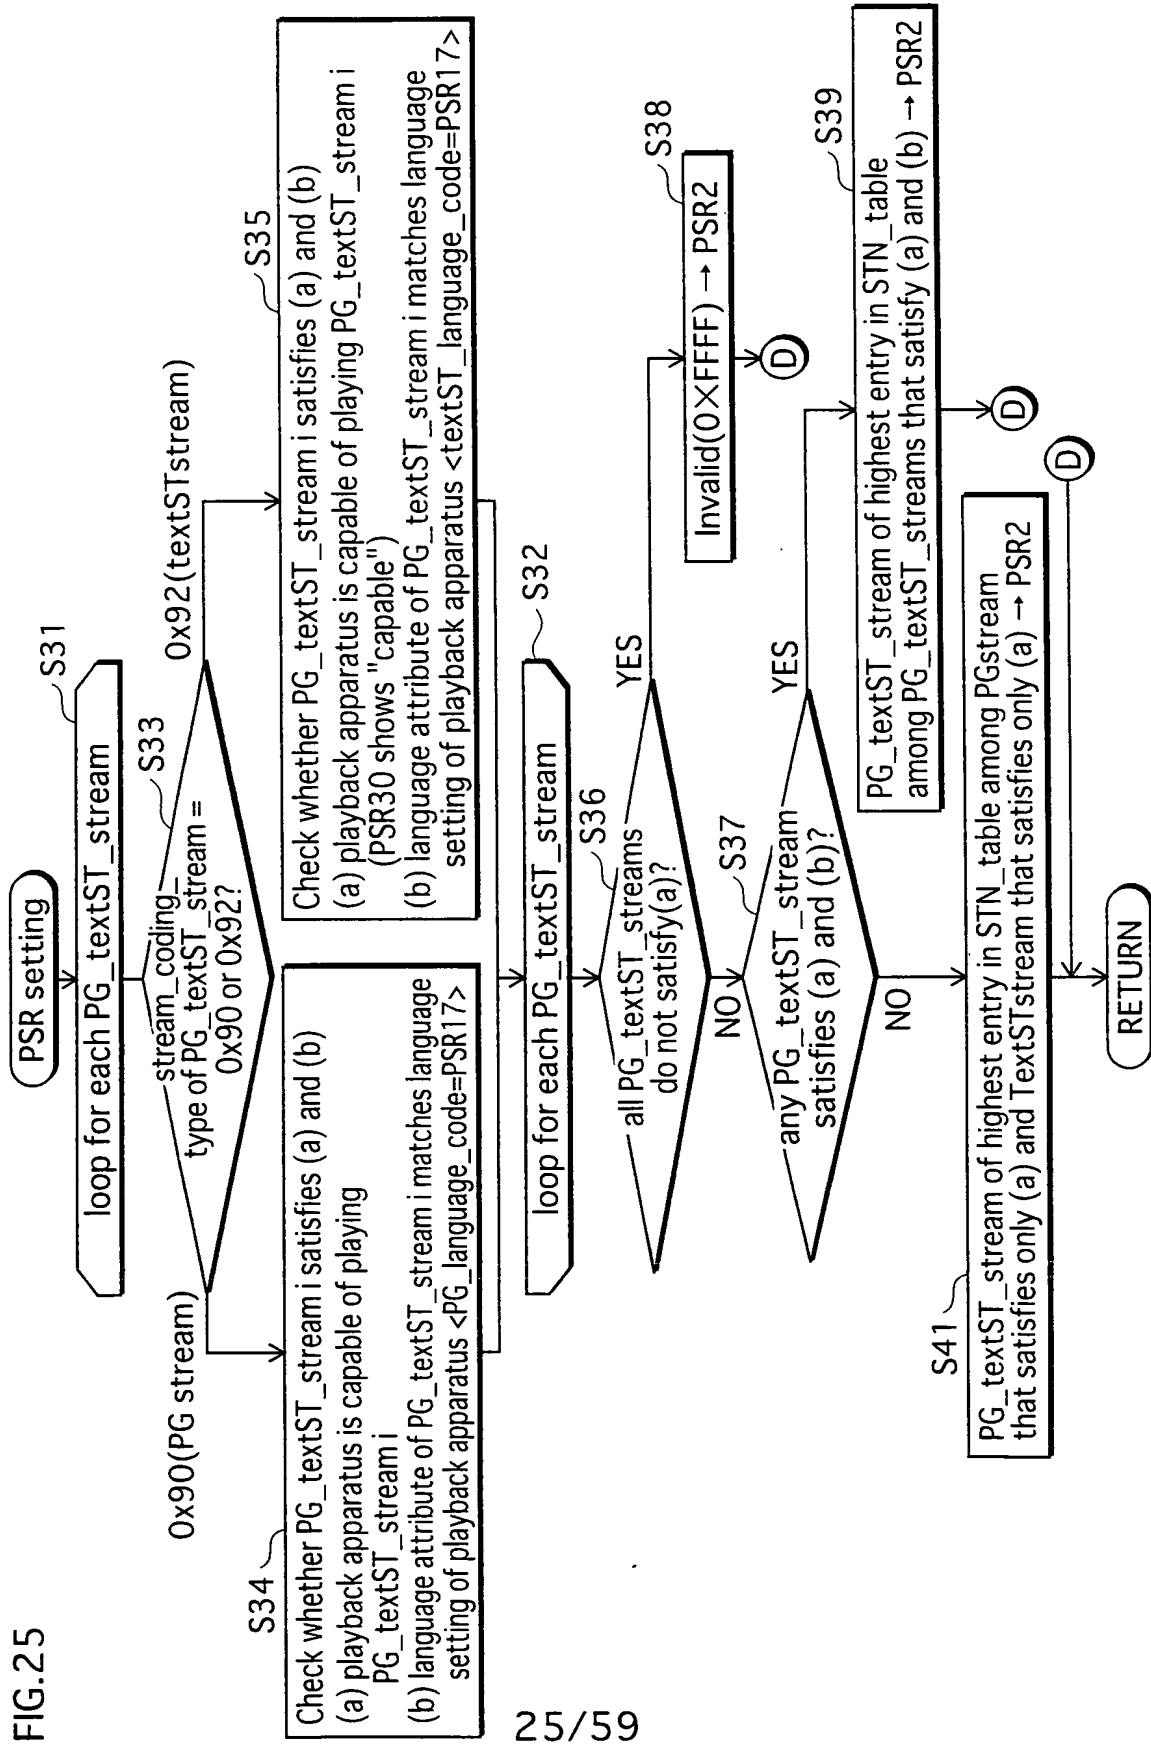 FIG.25
PSR setting
S31
loop for each PG_textST_stream
S33
stream_coding_
type of PG_textST_stream =
0x90 or 0x92?
0x90(PG stream)
0x92(textSTstream)
S34
Check whether PG_textST_stream i satisfies (a) and (b)
(a) playback apparatus is capable of playing
PG_textST_stream i
(b) language attribute of PG_textST_stream i matches language
setting of playback apparatus <PG_language_code=PSR17>
S35
Check whether PG_textST_stream i satisfies (a) and (b)
(a) playback apparatus is capable of playing PG_textST_stream i
(PSR30 shows "capable")
(b) language attribute of PG_textST_stream i matches language
setting of playback apparatus <textST_language_code=PSR17>
S32
loop for each PG_textST_stream
S36
all PG_textST_streams
do not satisfy(a)?
YES
NO
S38
Invalid(0XFFFF) → PSR2
D
S37
any PG_textST_stream
satisfies (a) and (b)?
YES
NO
S39
PG_textST_stream of highest entry in STN_table
among PG_textST_streams that satisfy (a) and (b) → PSR2
D
S41
PG_textST_stream of highest entry in STN_table among PGstream
that satisfies only (a) and TextSTstream that satisfies only (a) → PSR2
D
RETURN
25/59